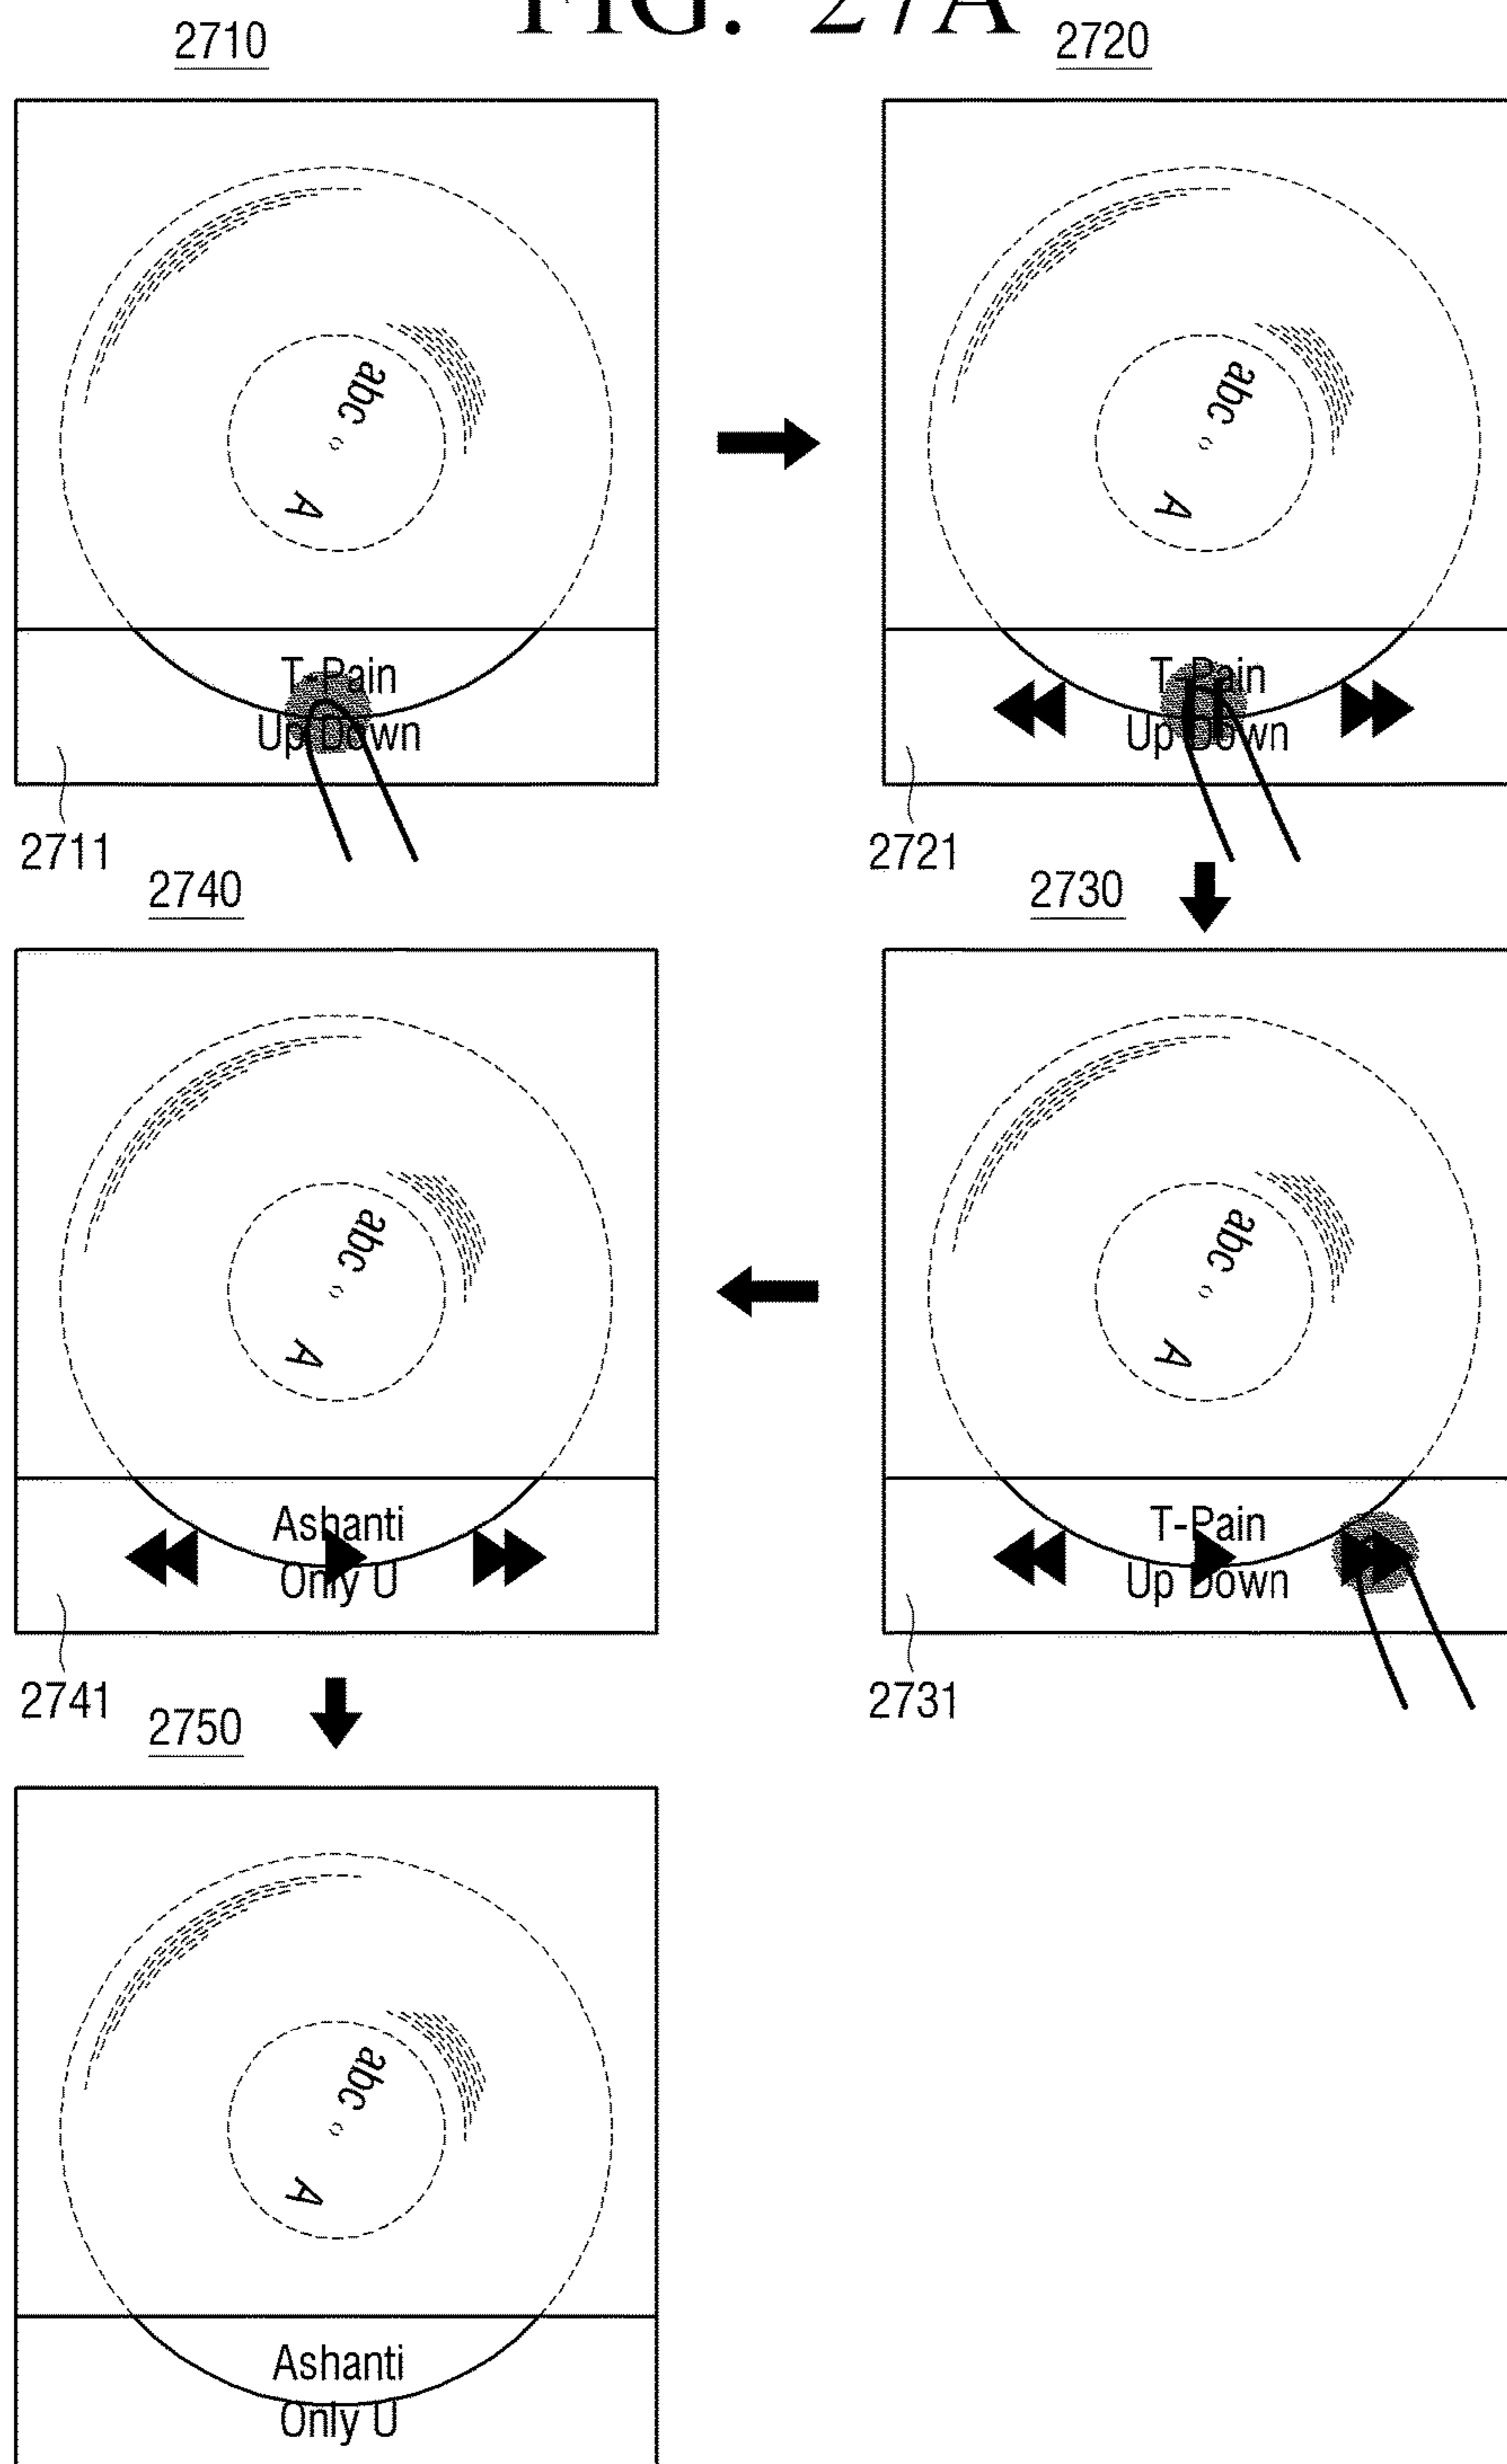 FIG. 27A
2710
2720
abc
A
T-Pain
Up Down
2711
abc
A
T-Pain
Up Down
2721
2740
2730
abc
A
Ashanti
Only U
2741
abc
A
T-Pain
Up Down
2731
2750
abc
A
Ashanti
Only U